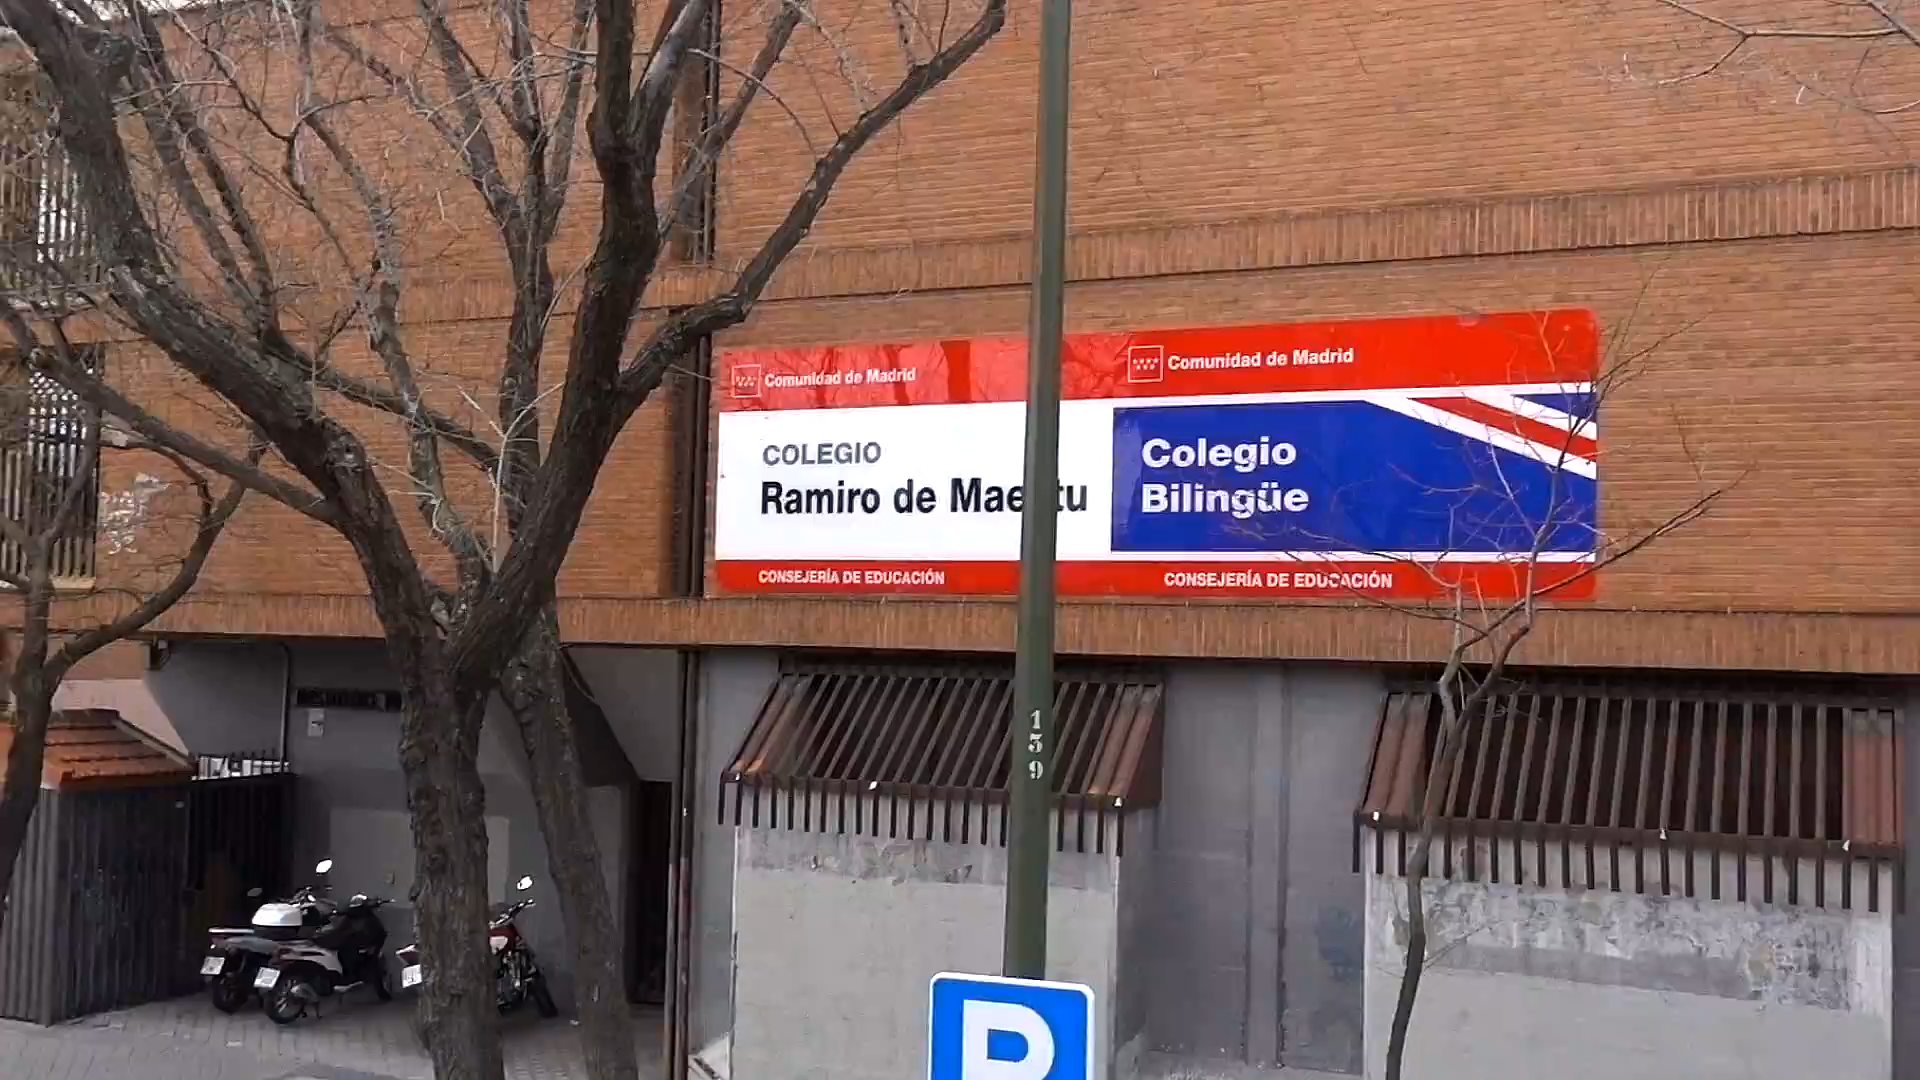 Comunidad de Madrid
COLEGIO
Ramiro de Mae tu
CONSEJERÍA DE EDUCACIÓN
Comunidad de Madrid
Colegio
Bilingüe
CONSEJERÍA DE EDUCACIÓN
159
P